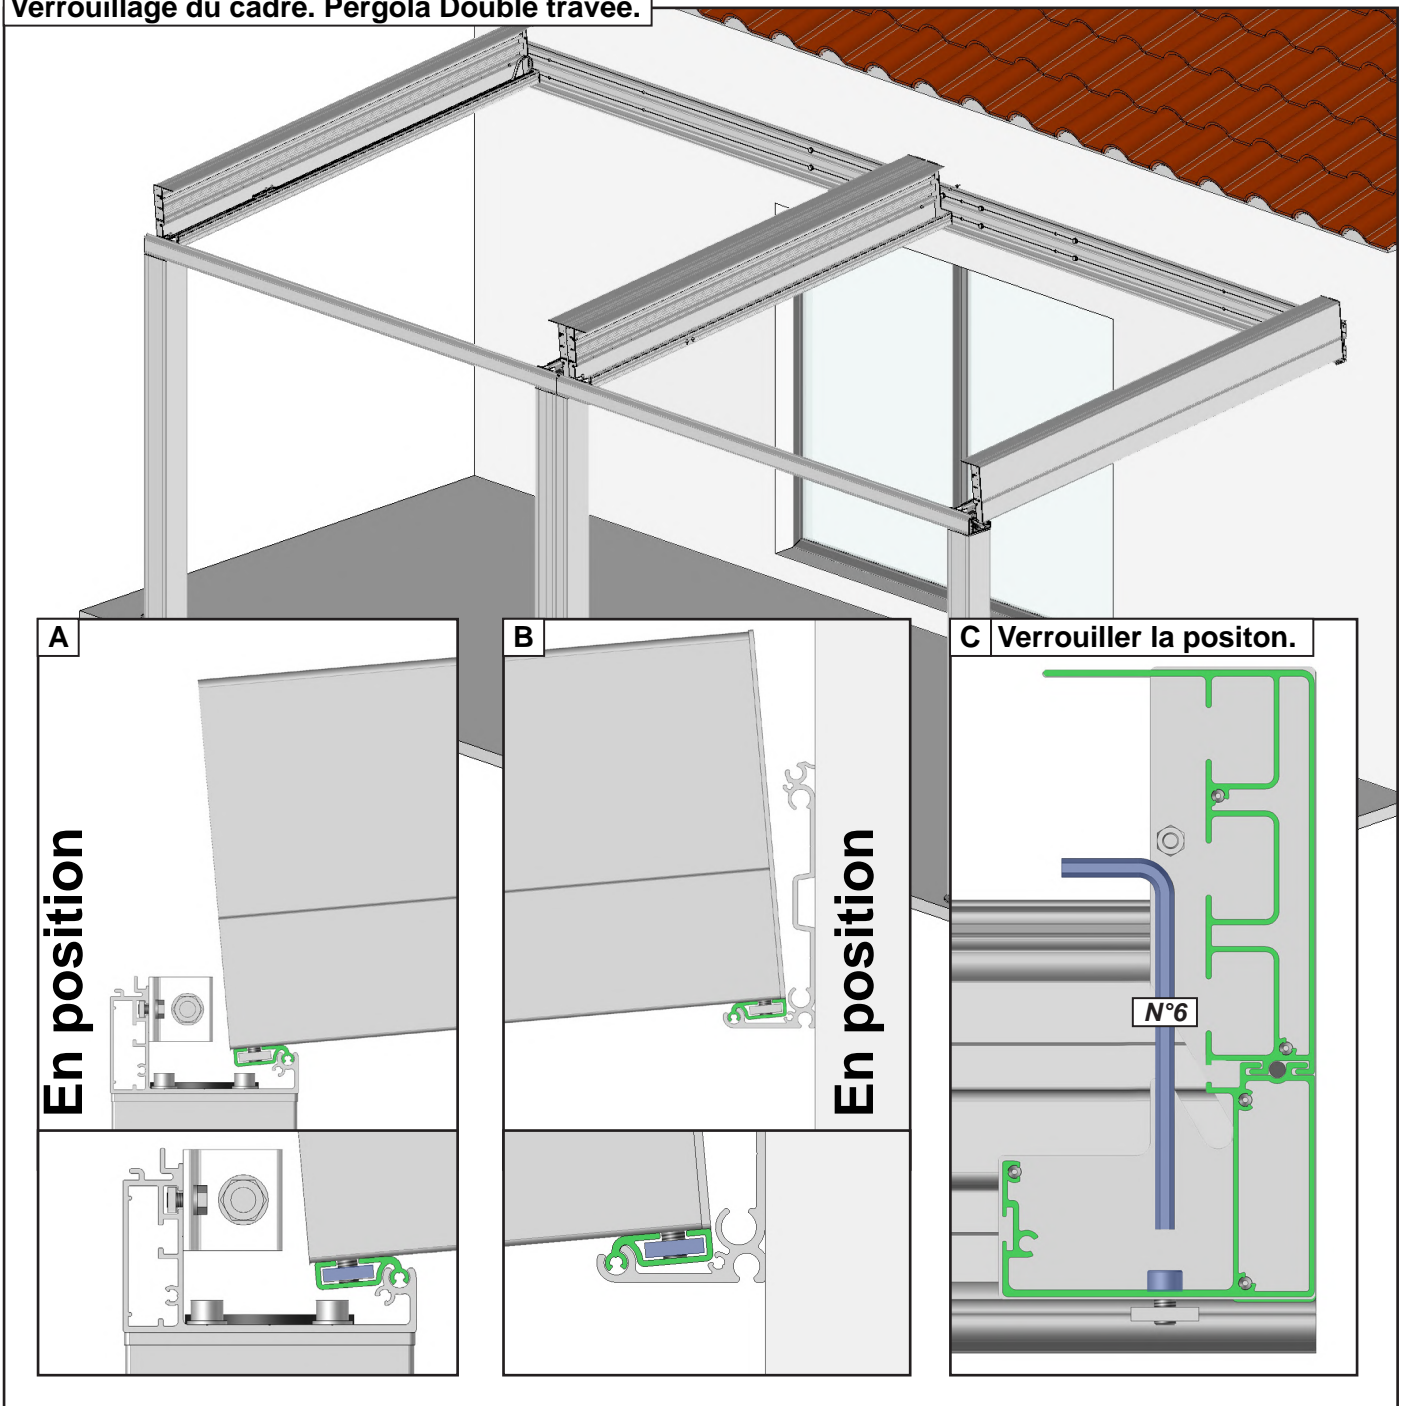 Verrouillage du cadre. Pergola Double travée.
A
En position
B
En position
C Verrouiller la positon.
N°6